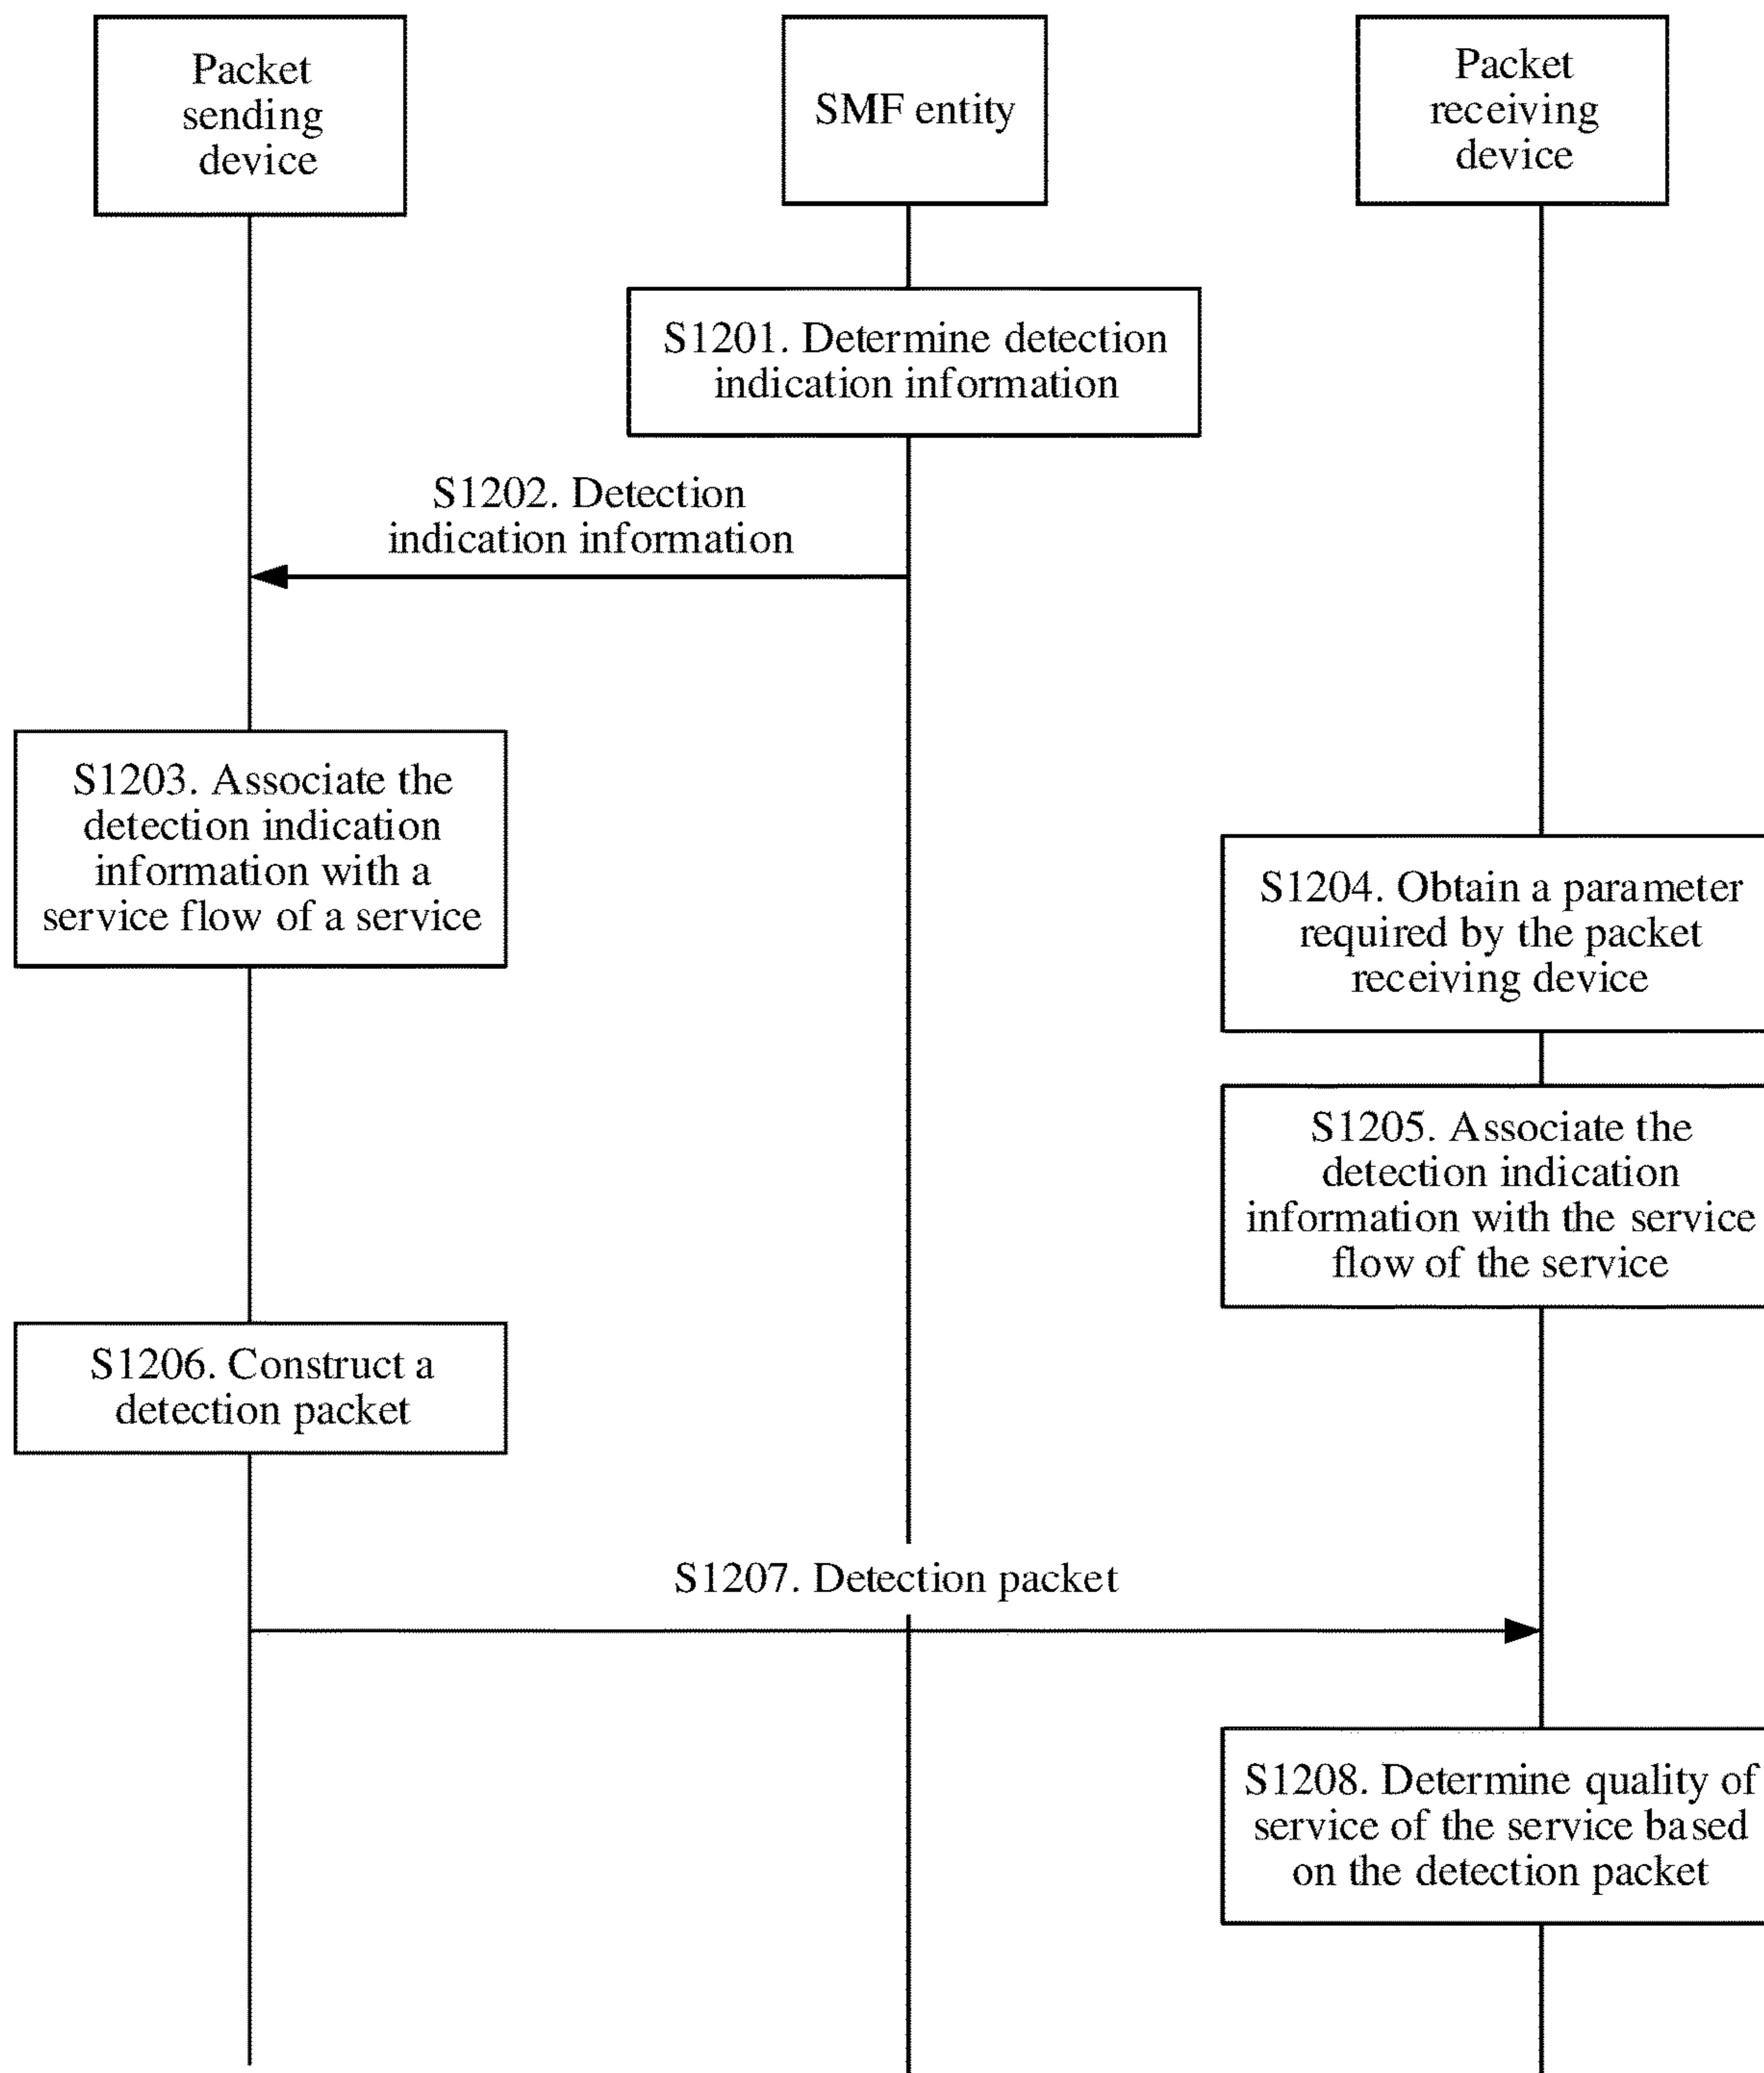 Packet
sending
device
SMF entity
Packet
receiving
device
S1201. Determine detection
indication information
S1202. Detection
indication information
S1203. Associate the
detection indication
information with a
service flow of a service
S1204. Obtain a parameter
required by the packet
receiving device
S1205. Associate the
detection indication
information with the service
flow of the service
S1206. Construct a
detection packet
S1207. Detection packet
S1208. Determine quality of
service of the service based
on the detection packet